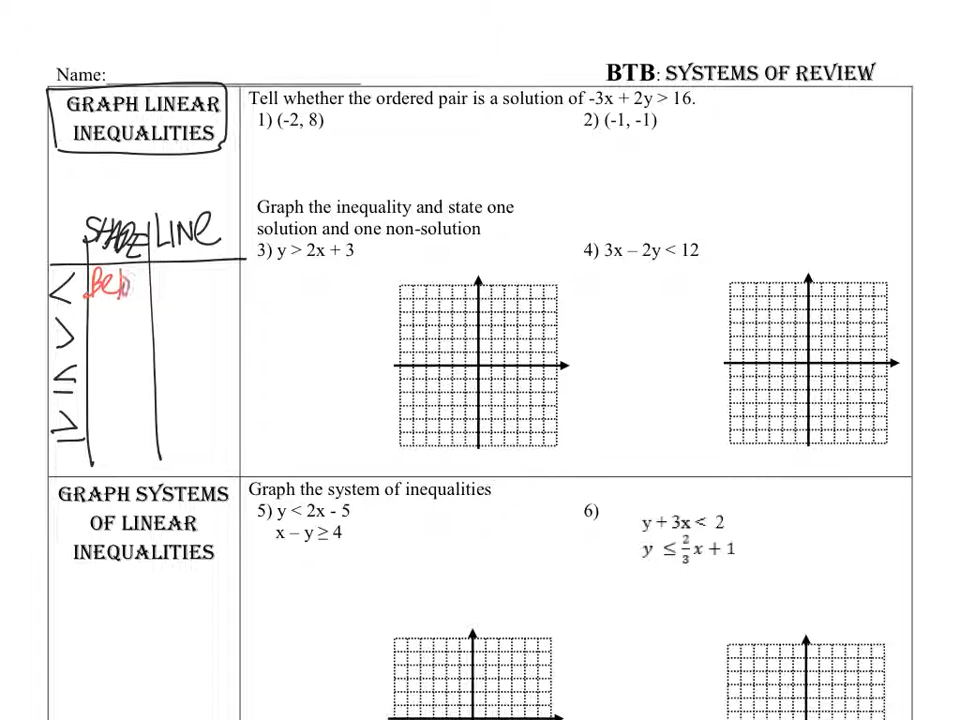 Name:
BTB: SYSTEMS OF REVIEW
GRAPH LINEAR
INEQUALITIES
Tell whether the ordered pair is a solution of -3x + 2y > 16.
1) (-2, 8)
2) (-1, -1)
SHADE LINE
<
>
≤
≥
Graph the inequality and state one
solution and one non-solution
3) y > 2x + 3
4) 3x – 2y < 12
GRAPH SYSTEMS
OF LINEAR
INEQUALITIES
Graph the system of inequalities
5) y < 2x - 5
x – y ≥ 4
6)
y + 3x < 2
y ≤ 2/3 x + 1